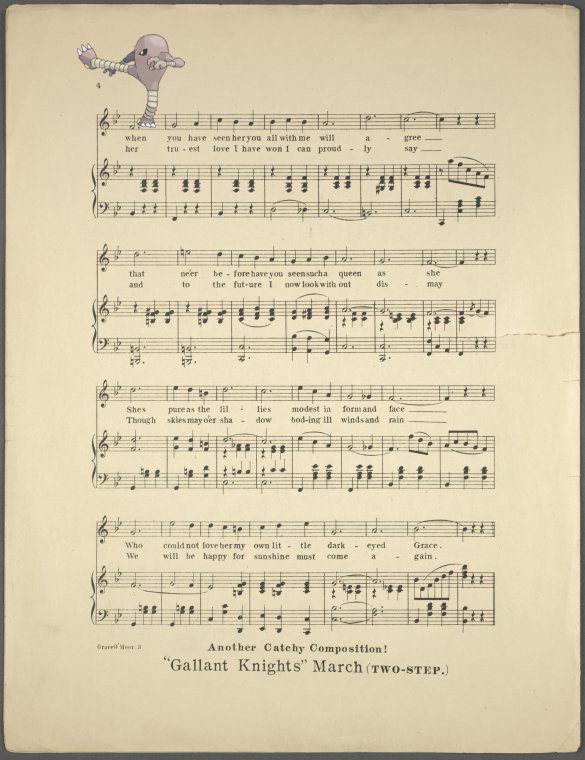 4
when you have seen her you all with me will a - gree
her tru - est love I have won I can proud - ly say
that ne'er be - fore have you seen such a queen as she
and to the fut - ure I now look with out dis - may
Shes pure as the lil - lies modest in form and face
Though skies may o'er sha - dow bod - ing ill winds and rain
Who could not love her my own lit - tle dark - eyed Grace.
We will be happy for sunshine must come a - gain.
Grace O'Moor. 3
Another Catchy Composition!
"Gallant Knights" March (TWO-STEP.)